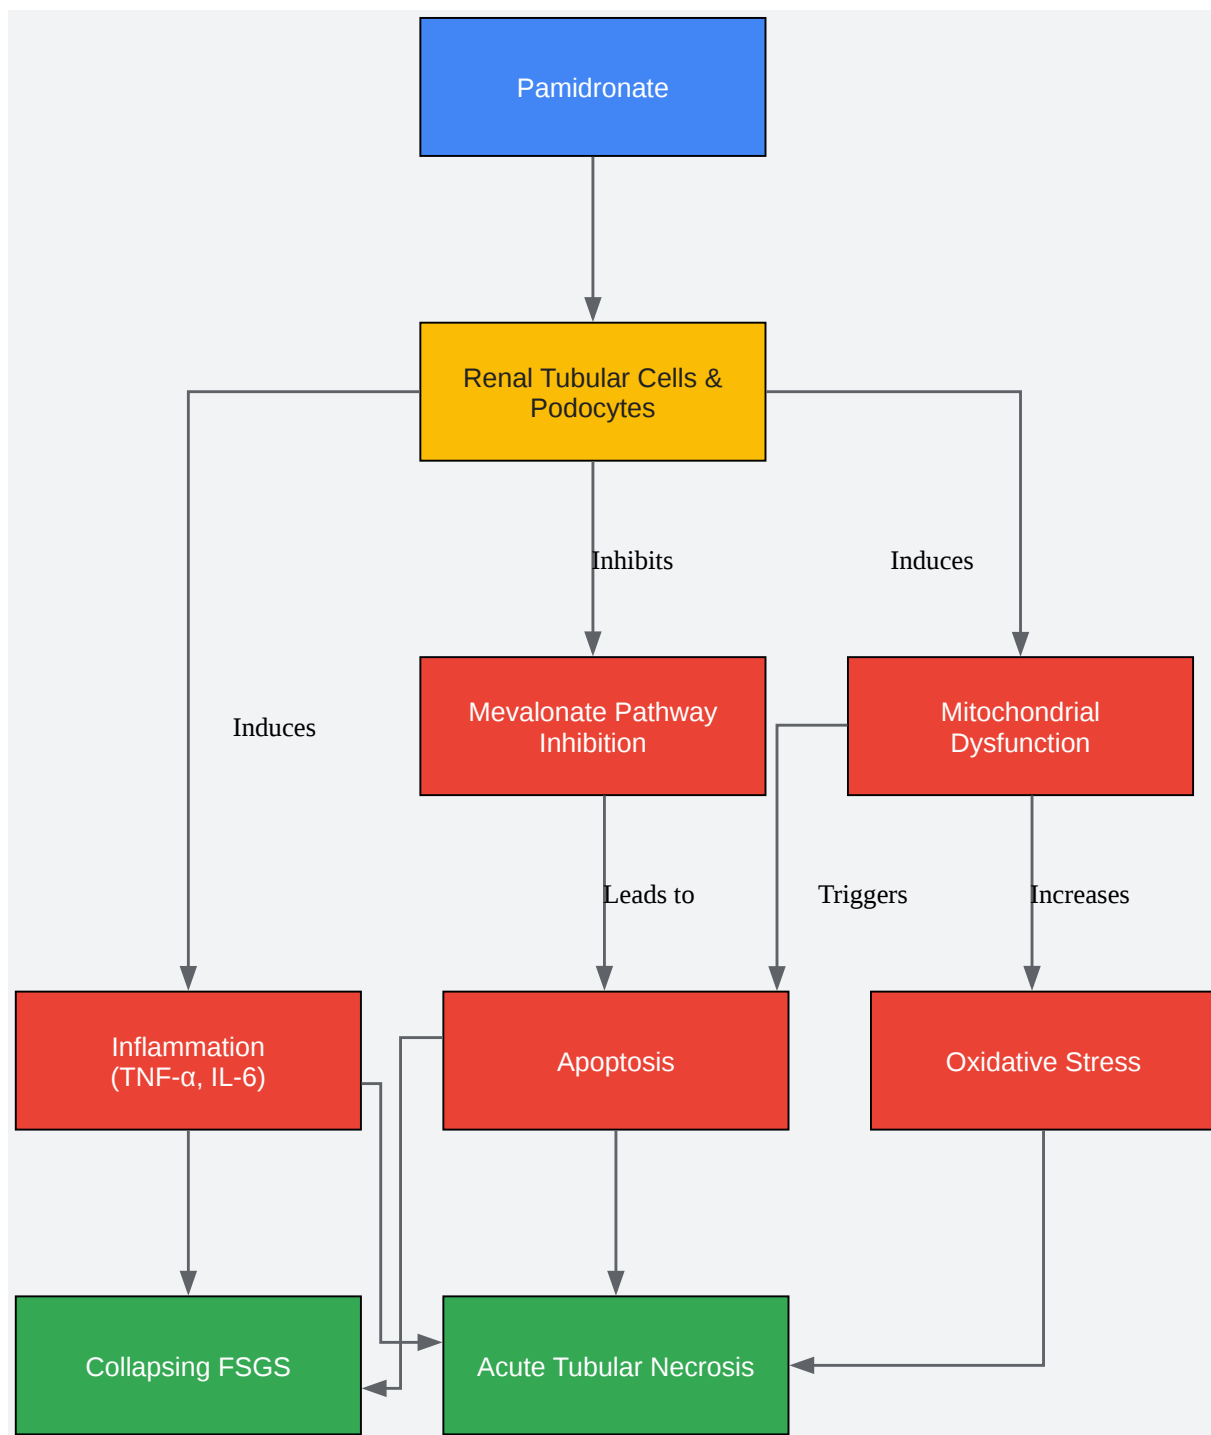 Pamidronate
Renal Tubular Cells &
Podocytes
Inhibits
Induces
Mevalonate Pathway
Inhibition
Mitochondrial
Dysfunction
Induces
Leads to
Triggers
Increases
Inflammation
(TNF-α, IL-6)
Apoptosis
Oxidative Stress
Collapsing FSGS
Acute Tubular Necrosis